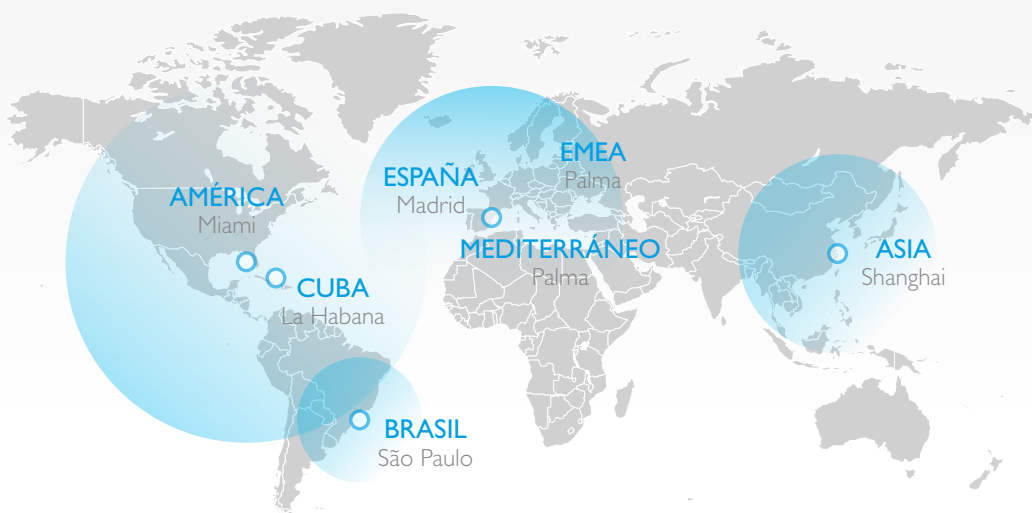 AMÉRICA
Miami
CUBA
La Habana
BRASIL
São Paulo
ESPAÑA
Madrid
EMEA
Palma
MEDITERRÁNEO
Palma
ASIA
Shanghai